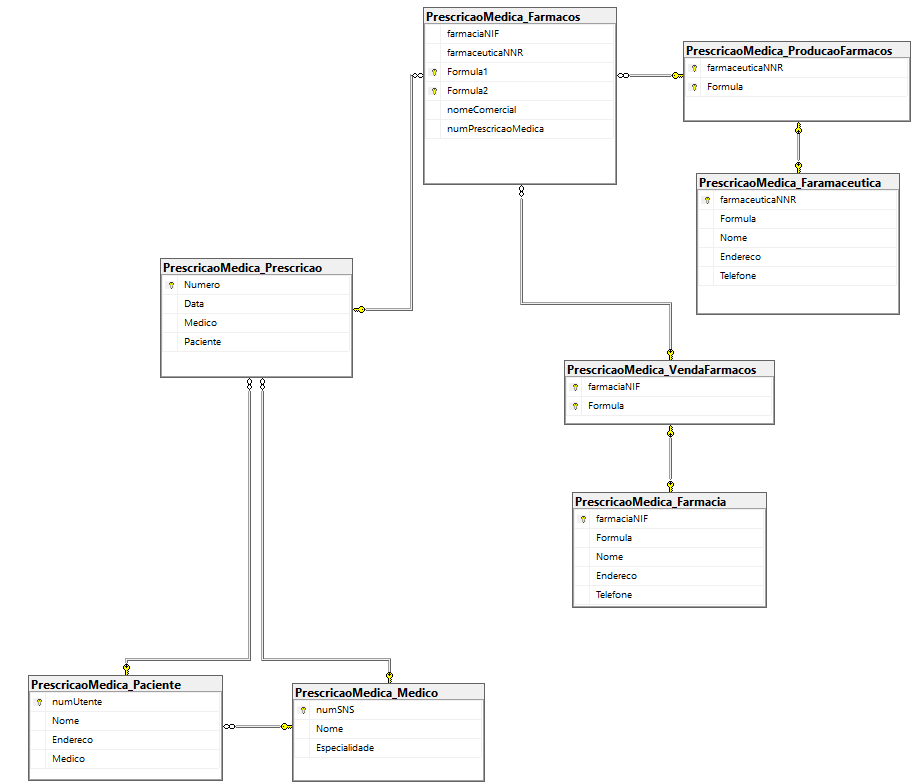 PrescricaoMedica_Farmacos
farmaciaNIF
farmaceuticaNNR
Formula1
Formula2
nomeComercial
numPrescricaoMedica
PrescricaoMedica_ProducaoFarmacos
farmaceuticaNNR
Formula
PrescricaoMedica_Faramaceutica
farmaceuticaNNR
Formula
Nome
Endereco
Telefone
PrescricaoMedica_Prescricao
Numero
Data
Medico
Paciente
PrescricaoMedica_VendaFarmacos
farmaciaNIF
Formula
PrescricaoMedica_Farmacia
farmaciaNIF
Formula
Nome
Endereco
Telefone
PrescricaoMedica_Paciente
numUtente
Nome
Endereco
Medico
PrescricaoMedica_Medico
numSNS
Nome
Especialidade